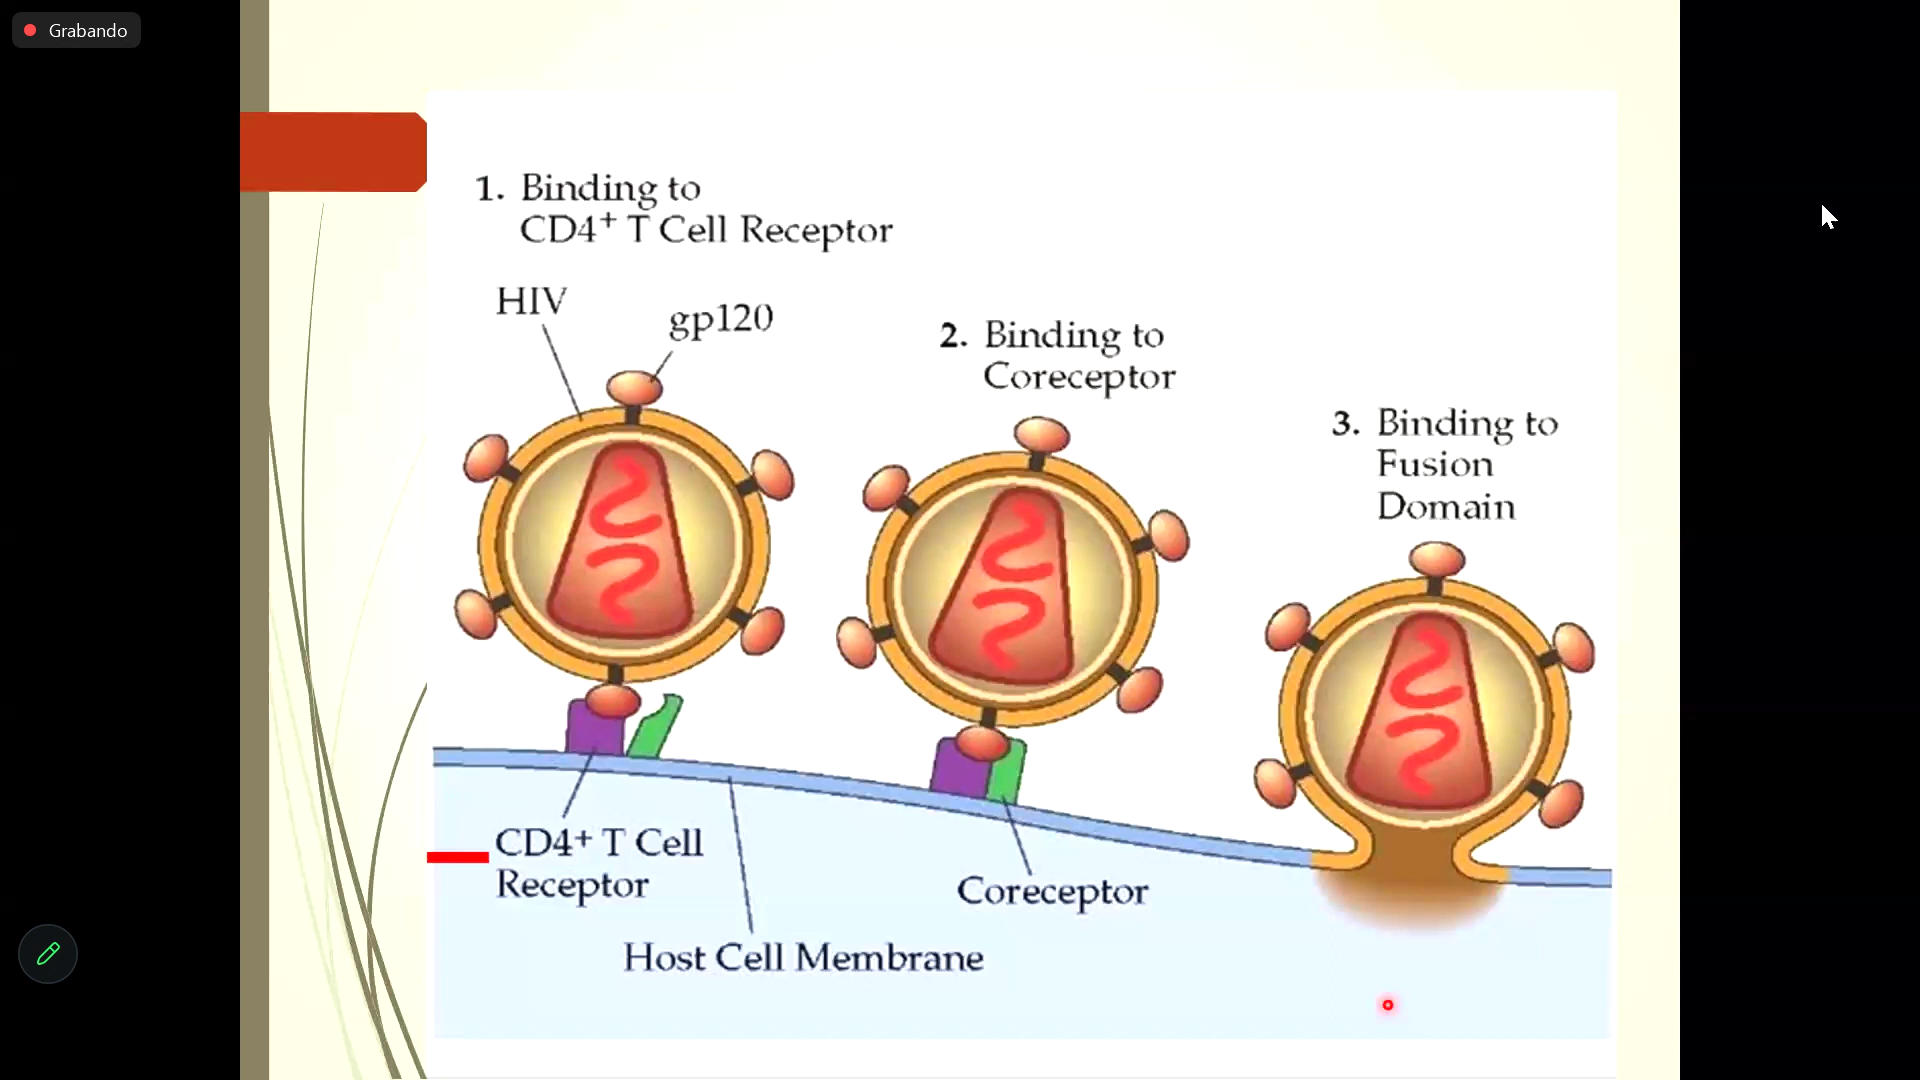 Grabando
1. Binding to
CD4⁺ T Cell Receptor
HIV
gp120
2. Binding to
Coreceptor
3. Binding to
Fusion
Domain
CD4+ T Cell
Receptor
Coreceptor
Host Cell Membrane